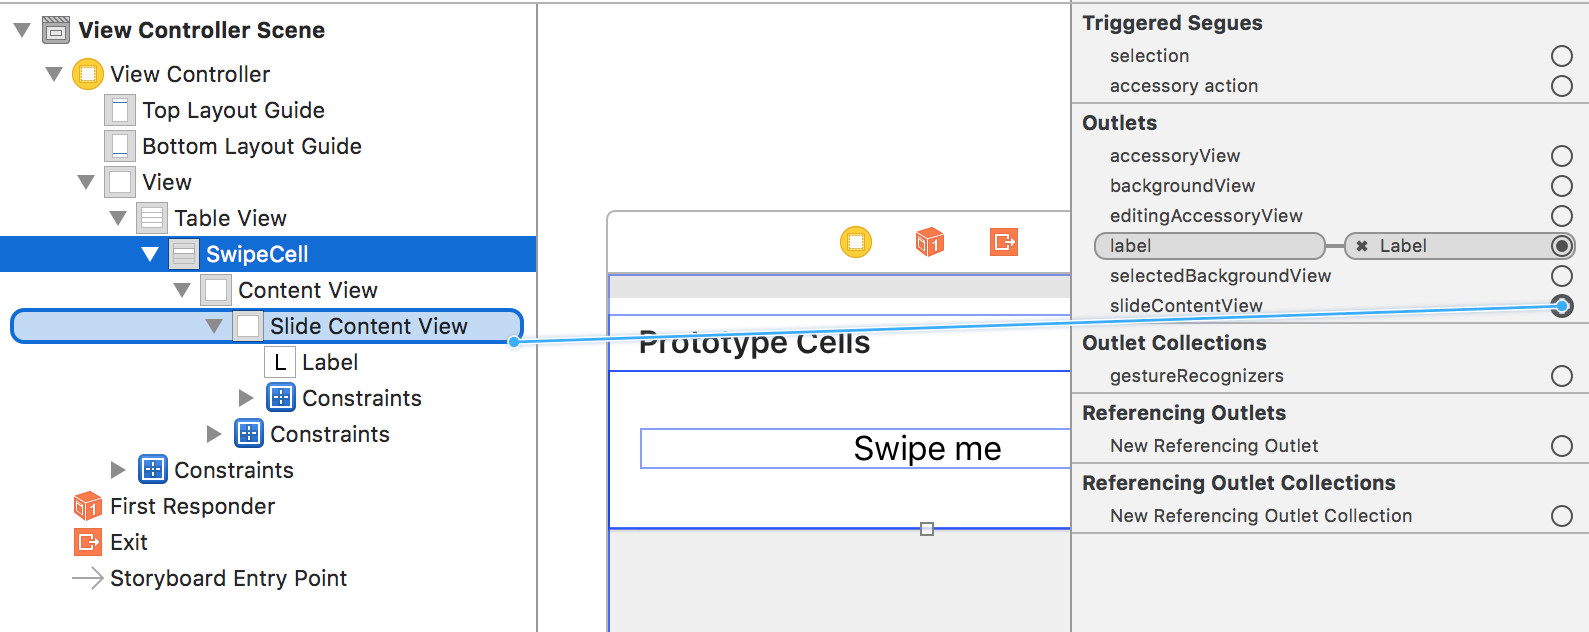 View Controller Scene
View Controller
Top Layout Guide
Bottom Layout Guide
View
Table View
SwipeCell
Content View
Slide Content View
L Label
Constraints
Constraints
Constraints
First Responder
1
Exit
Storyboard Entry Point
1
Prototype Cells
Swipe me
Triggered Segues
selection
accessory action
Outlets
accessoryView
backgroundView
editingAccessoryView
label
Label
selectedBackgroundView
slideContentView
Outlet Collections
gestureRecognizers
Referencing Outlets
New Referencing Outlet
Referencing Outlet Collections
New Referencing Outlet Collection